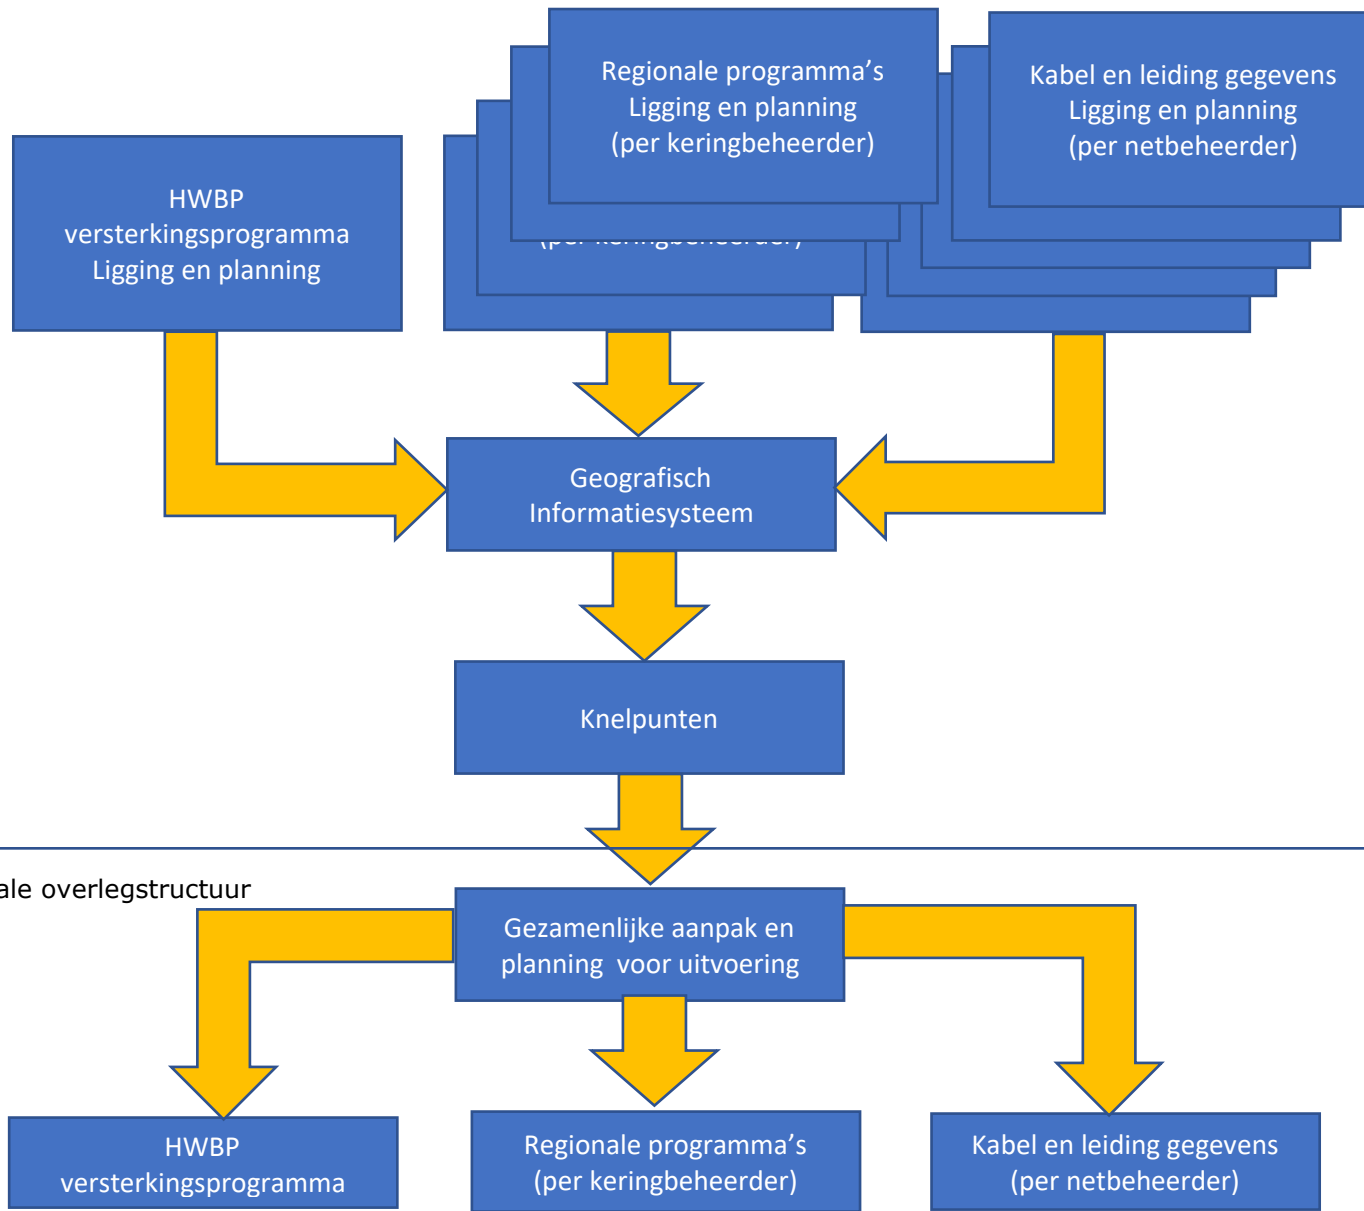 Regionale programma's
Ligging en planning
(per keringbeheerder)
Kabel en leiding gegevens
Ligging en planning
(per netbeheerder)
HWBP
versterkingsprogramma
Ligging en planning
(per keringbeheerder)
Geografisch
Informatiesysteem
Knelpunten
ale overlegstructuur
Gezamenlijke aanpak en
planning voor uitvoering
HWBP
versterkingsprogramma
Regionale programma's
(per keringbeheerder)
Kabel en leiding gegevens
(per netbeheerder)